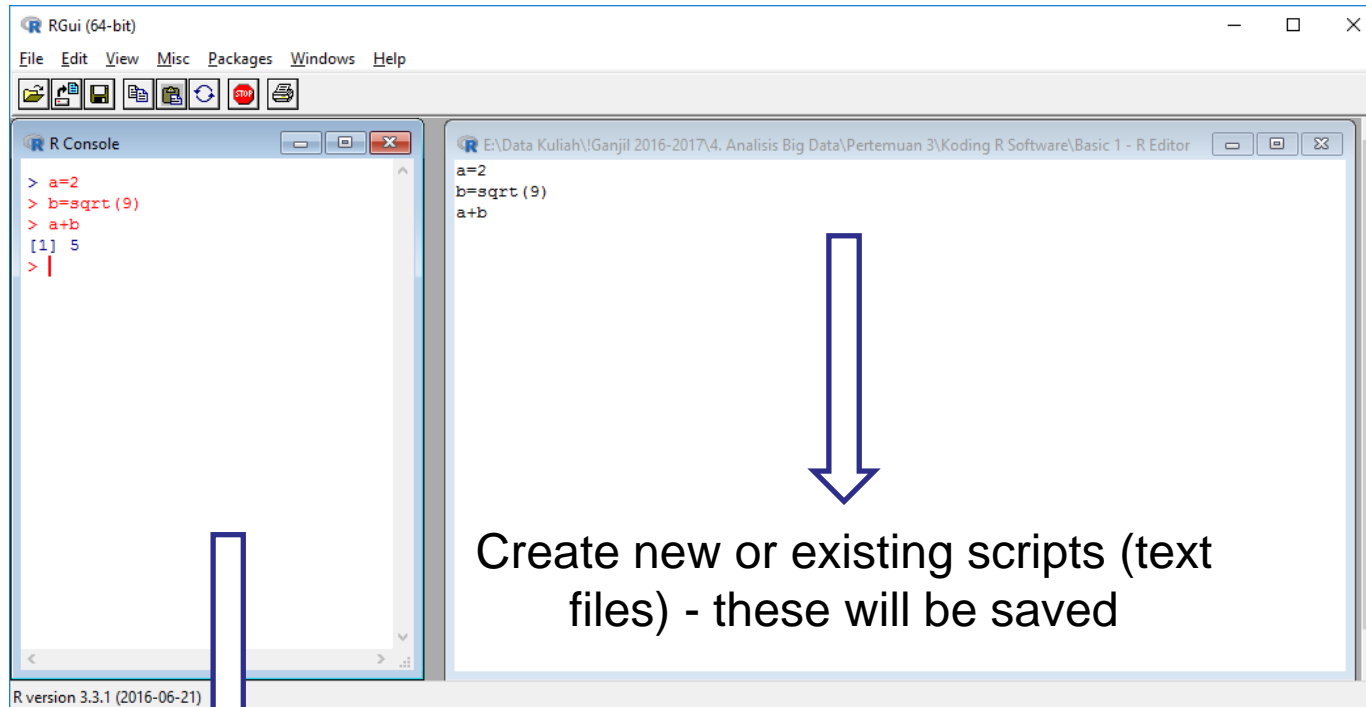 RGui (64-bit)
File Edit View Misc Packages Windows Help
STOP
R Console
> a=2
> b=sqrt(9)
> a+b
[1] 5
>
E:\Data Kuliah\!Ganjil 2016-2017\4. Analisis Big Data\Pertemuan 3\Koding R Software\Basic 1 - R Editor
a=2
b=sqrt(9)
a+b
Create new or existing scripts (text
files) - these will be saved
R version 3.3.1 (2016-06-21)